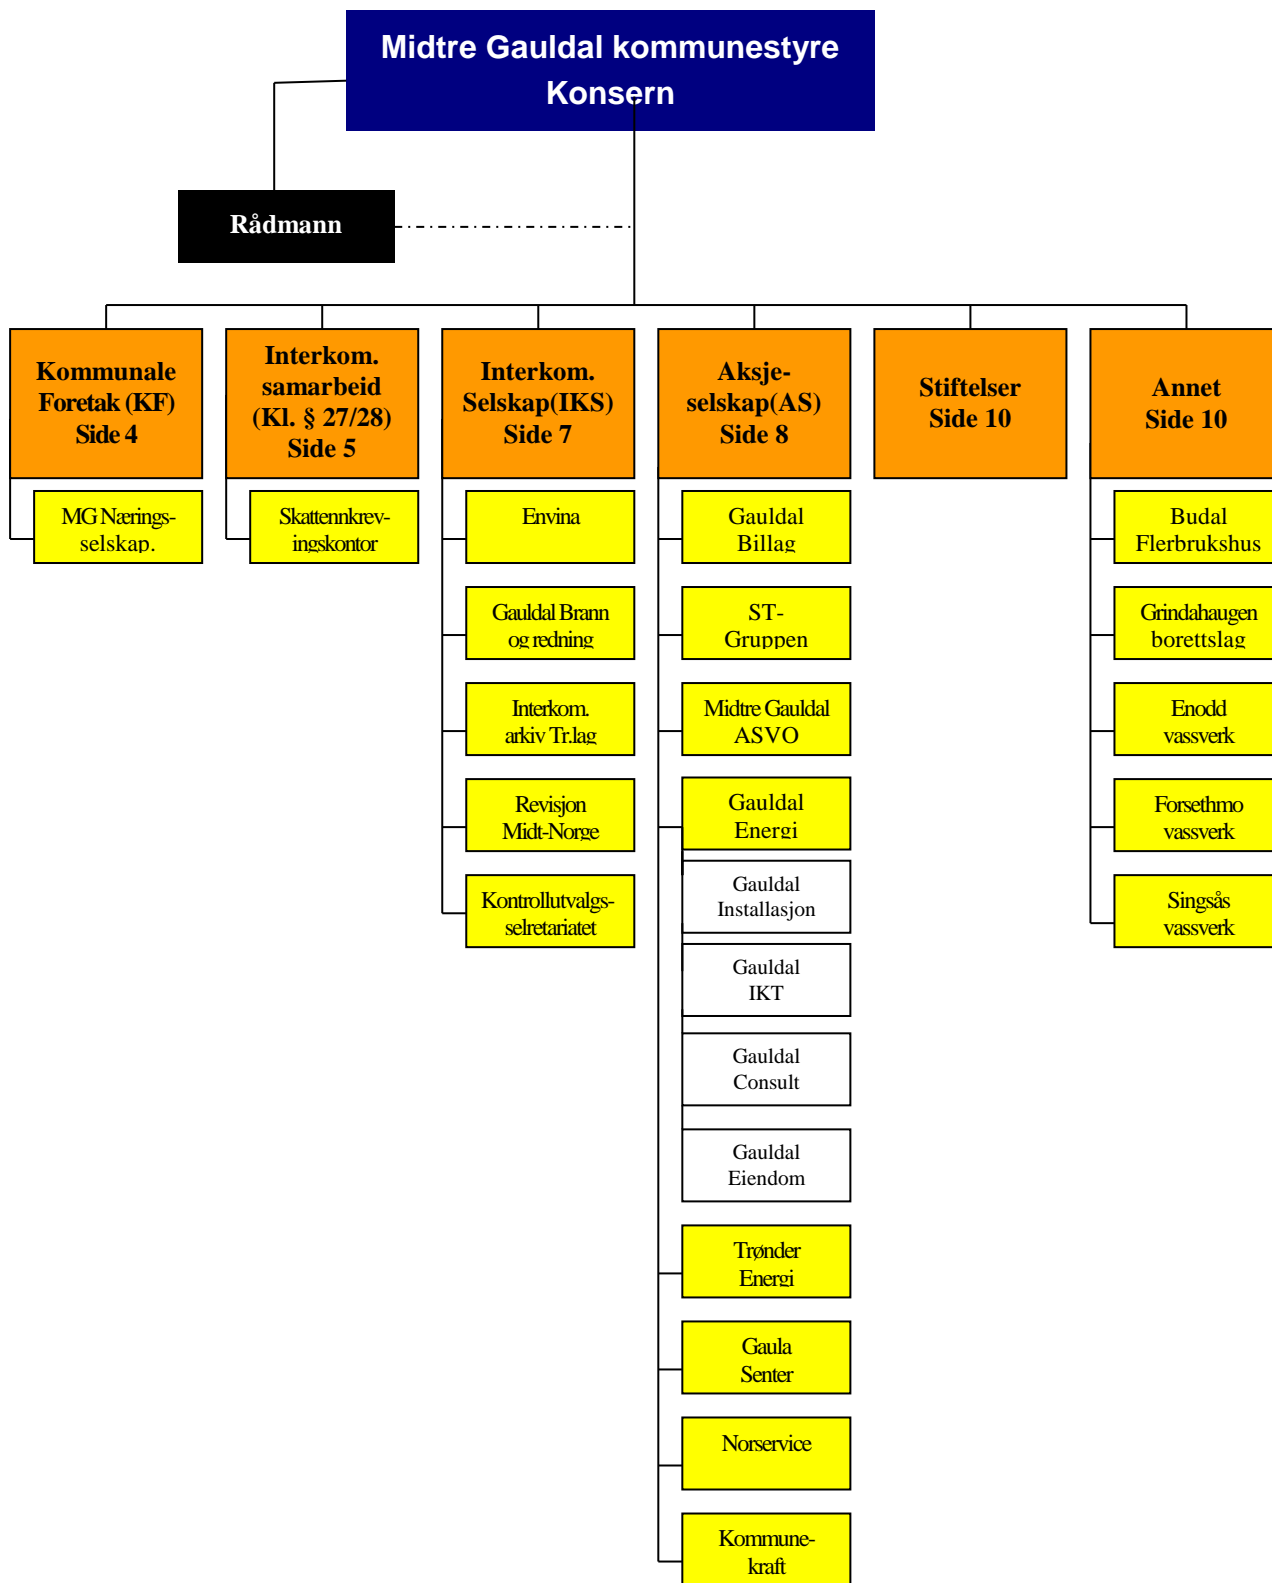 Midtre Gauldal kommunestyre
Konsern
Rådmann
Kommunale
Foretak (KF)
Side 4
Interkom.
samarbeid
(Kl. § 27/28)
Side 5
Interkom.
Selskap(IKS)
Side 7
Aksje-
selskap(AS)
Side 8
Stiftelser
Side 10
Annet
Side 10
MG Nærings-
selskap.
Skattennkrev-
ingskontor
Envina
Gauldal Brann
og redning
Interkom.
arkiv Tr.lag
Revisjon
Midt-Norge
Kontrollutvalgs-
selretariatet
Gauldal
Billag
ST-
Gruppen
Midtre Gauldal
ASVO
Gauldal
Energi
Gauldal
Installasjon
Gauldal
IKT
Gauldal
Consult
Gauldal
Eiendom
Trønder
Energi
Gaula
Senter
Norservice
Kommune-
kraft
Budal
Flerbrukshus
Grindahaugen
borettslag
Enodd
vassverk
Forsethmo
vassverk
Singsås
vassverk